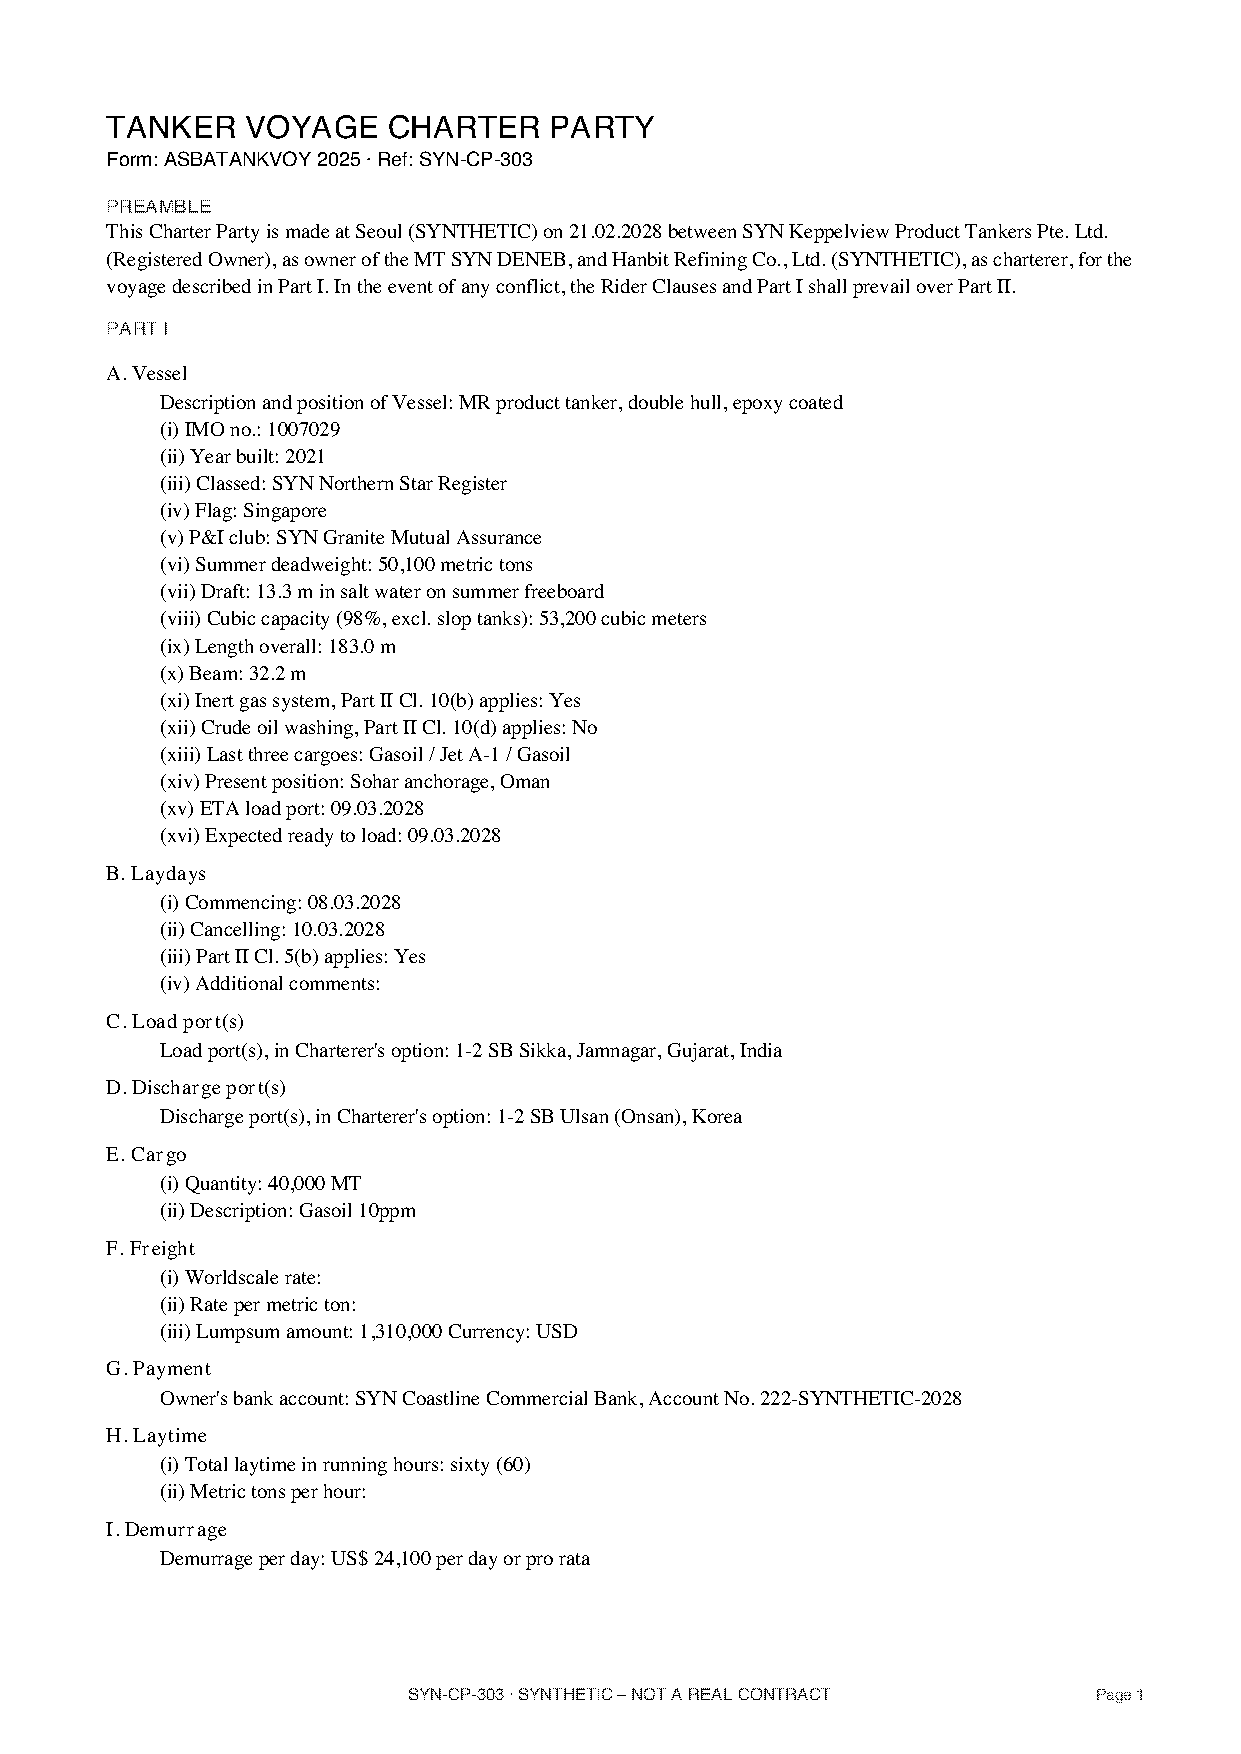 TANKER VOYAGE CHARTER PARTY
Form: ASBATANKVOY 2025 · Ref: SYN-CP-303
PREAMBLE
This Charter Party is made at Seoul (SYNTHETIC) on 21.02.2028 between SYN Keppelview Product Tankers Pte. Ltd.
(Registered Owner), as owner of the MT SYN DENEB, and Hanbit Refining Co., Ltd. (SYNTHETIC), as charterer, for the
voyage described in Part I. In the event of any conflict, the Rider Clauses and Part I shall prevail over Part II.
PART I
A. Vessel
Description and position of Vessel: MR product tanker, double hull, epoxy coated
(i) IMO no.: 1007029
(ii) Year built: 2021
(iii) Classed: SYN Northern Star Register
(iv) Flag: Singapore
(v) P&I club: SYN Granite Mutual Assurance
(vi) Summer deadweight: 50,100 metric tons
(vii) Draft: 13.3 m in salt water on summer freeboard
(viii) Cubic capacity (98%, excl. slop tanks): 53,200 cubic meters
(ix) Length overall: 183.0 m
(x) Beam: 32.2 m
(xi) Inert gas system, Part II Cl. 10(b) applies: Yes
(xii) Crude oil washing, Part II Cl. 10(d) applies: No
(xiii) Last three cargoes: Gasoil / Jet A-1 / Gasoil
(xiv) Present position: Sohar anchorage, Oman
(xv) ETA load port: 09.03.2028
(xvi) Expected ready to load: 09.03.2028
B. Laydays
(i) Commencing: 08.03.2028
(ii) Cancelling: 10.03.2028
(iii) Part II Cl. 5(b) applies: Yes
(iv) Additional comments:
C. Load port(s)
Load port(s), in Charterer's option: 1-2 SB Sikka, Jamnagar, Gujarat, India
D. Discharge port(s)
Discharge port(s), in Charterer's option: 1-2 SB Ulsan (Onsan), Korea
E. Cargo
(i) Quantity: 40,000 MT
(ii) Description: Gasoil 10ppm
F. Freight
(i) Worldscale rate:
(ii) Rate per metric ton:
(iii) Lumpsum amount: 1,310,000 Currency: USD
G. Payment
Owner's bank account: SYN Coastline Commercial Bank, Account No. 222-SYNTHETIC-2028
H. Laytime
(i) Total laytime in running hours: sixty (60)
(ii) Metric tons per hour:
I. Demurrage
Demurrage per day: US$ 24,100 per day or pro rata
SYN-CP-303 · SYNTHETIC – NOT A REAL CONTRACT
Page 1